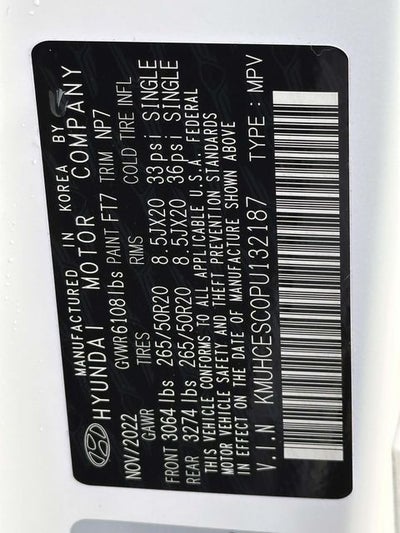 MANUFACTURED IN KOREA BY
HYUNDAI MOTOR COMPANY
NOV/2022 GVWR 6108lbs PAINT FT7 TRIM NP7
GAWR TIRES RIMS COLD TIRE INFL
FRONT 3064 lbs 265/50R20 8.5JX20 33psi SINGLE
REAR 3274 lbs 265/50R20 8.5JX20 36psi SINGLE
THIS VEHICLE CONFORMS TO ALL APPLICABLE U.S.A. FEDERAL
MOTOR VEHICLE SAFETY AND THEFT PREVENTION STANDARDS
IN EFFECT ON THE DATE OF MANUFACTURE SHOWN ABOVE
V.I.N KMUHCESC0PU132187 TYPE: MPV